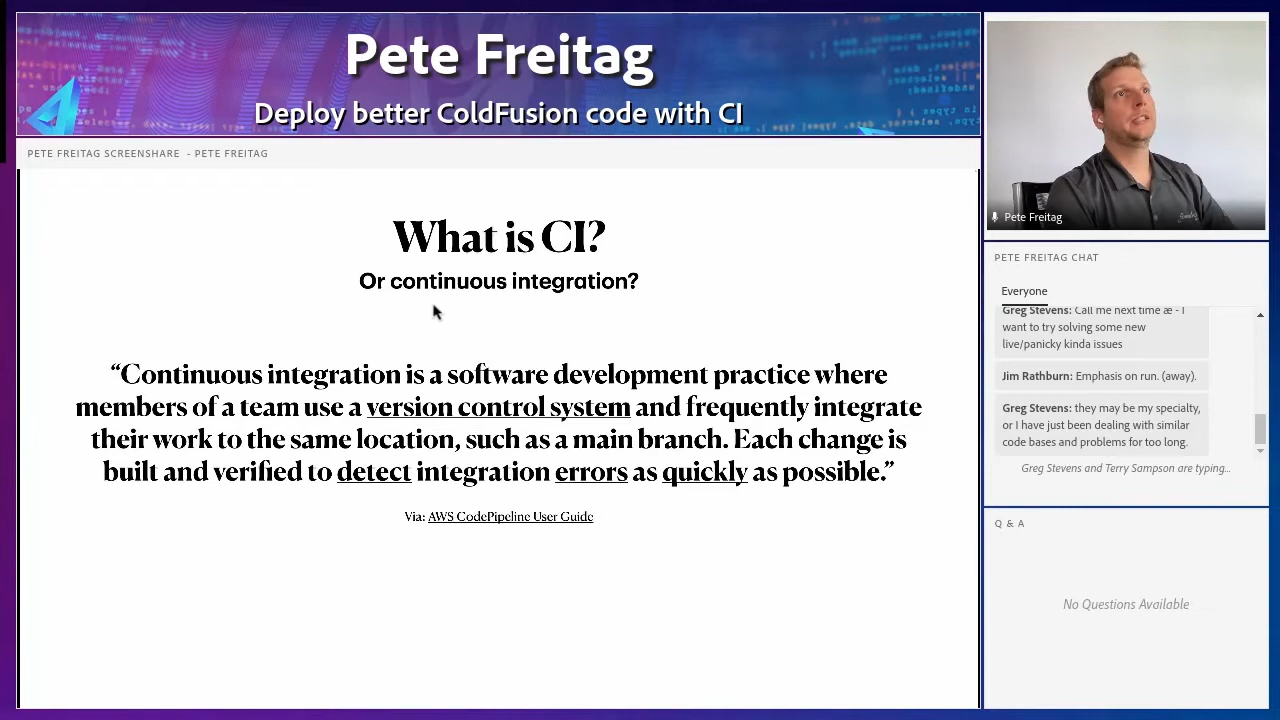 Pete Freitag
Deploy better ColdFusion code with CI
PETE FREITAG SCREENSHARE - PETE FREITAG
What is CI?
Or continuous integration?
“Continuous integration is a software development practice where
members of a team use a version control system and frequently integrate
their work to the same location, such as a main branch. Each change is
built and verified to detect integration errors as quickly as possible.”
Via: AWS CodePipeline User Guide
Pete Freitag
PETE FREITAG CHAT
Everyone
Greg Stevens: Call me next time æ - I
want to try solving some new
live/panicky kinda issues
Jim Rathburn: Emphasis on run. (away).
Greg Stevens: they may be my specialty,
or I have just been dealing with similar
code bases and problems for too long.
Greg Stevens and Terry Sampson are typing...
Q & A
No Questions Available